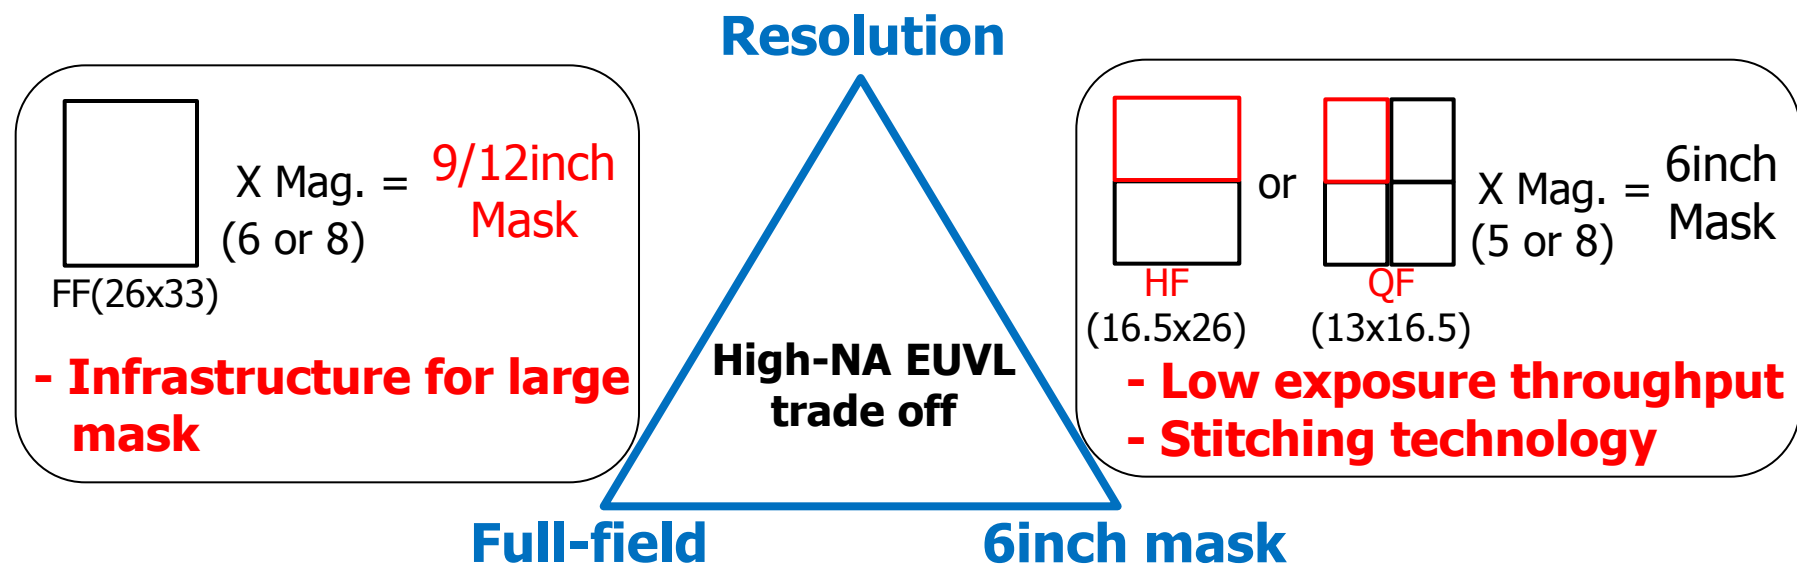 Resolution
X Mag. =
(6 or 8)
9/12inch
Mask
FF(26x33)
- Infrastructure for large
mask
High-NA EUVL
trade off
or
HF
(16.5x26)
QF
(13x16.5)
X Mag. =
(5 or 8)
6inch
Mask
- Low exposure throughput
- Stitching technology
Full-field
6inch mask